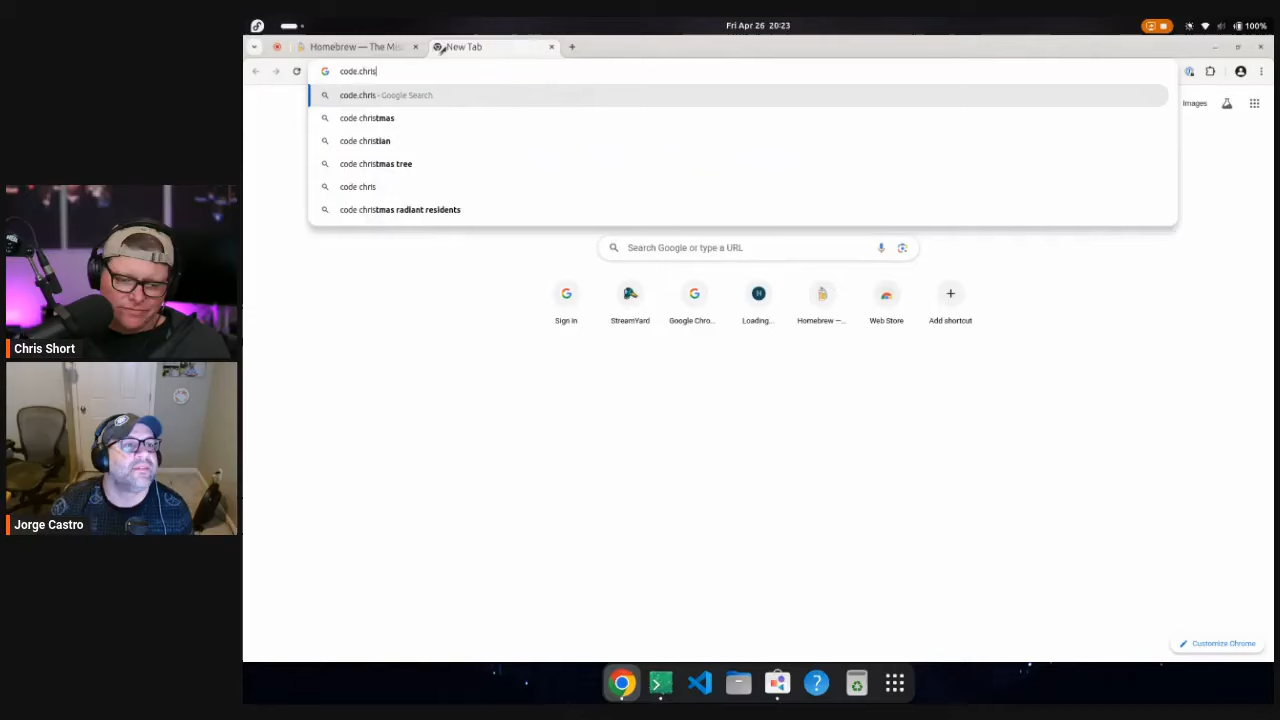 Fri Apr 26 20:23
100%
Homebrew — The Mis
New Tab
code.chris
code.chris - Google Search
code christmas
code christian
code christmas tree
code chris
code christmas radiant residents
Images
Search Google or type a URL
Sign in
StreamYard
Google Chro...
Loading...
Homebrew —...
Web Store
Add shortcut
Customize Chrome
Chris Short
Jorge Castro